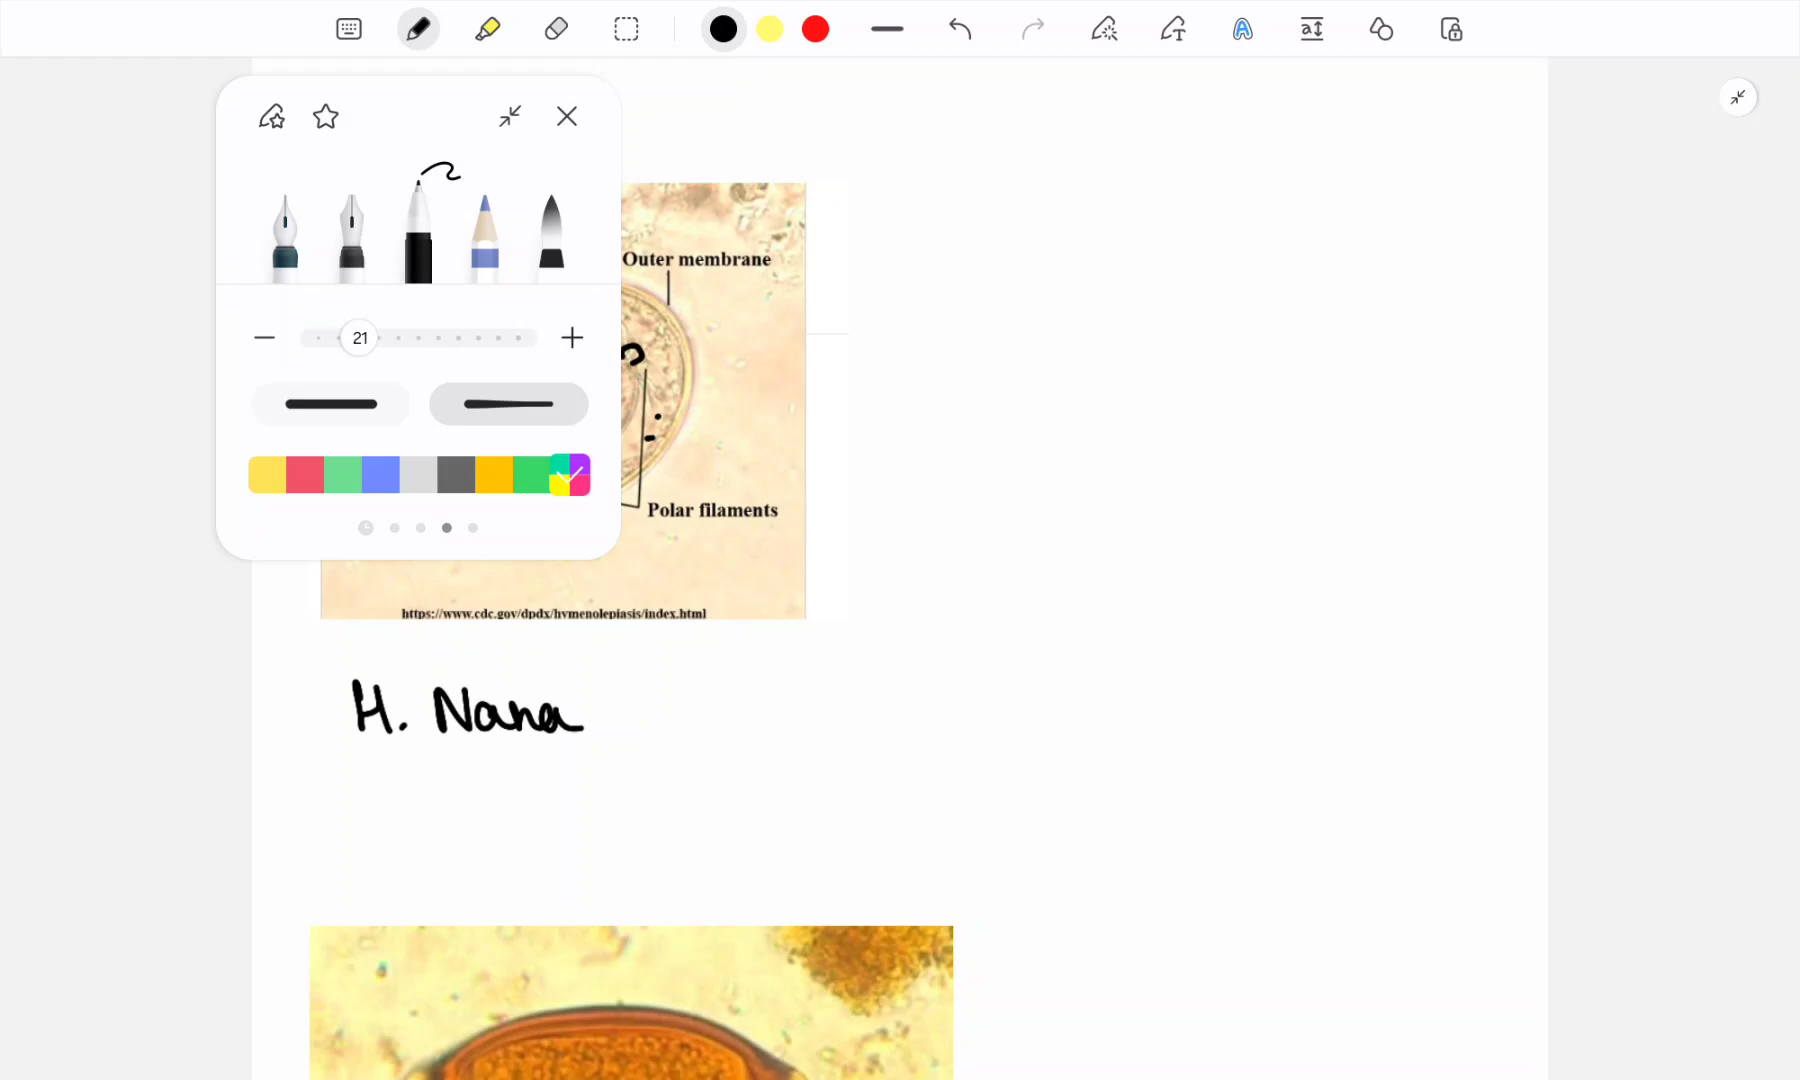 21
Outer membrane
Polar filaments
https://www.cdc.gov/dpdx/hymenolepiasis/index.html
H. Nana